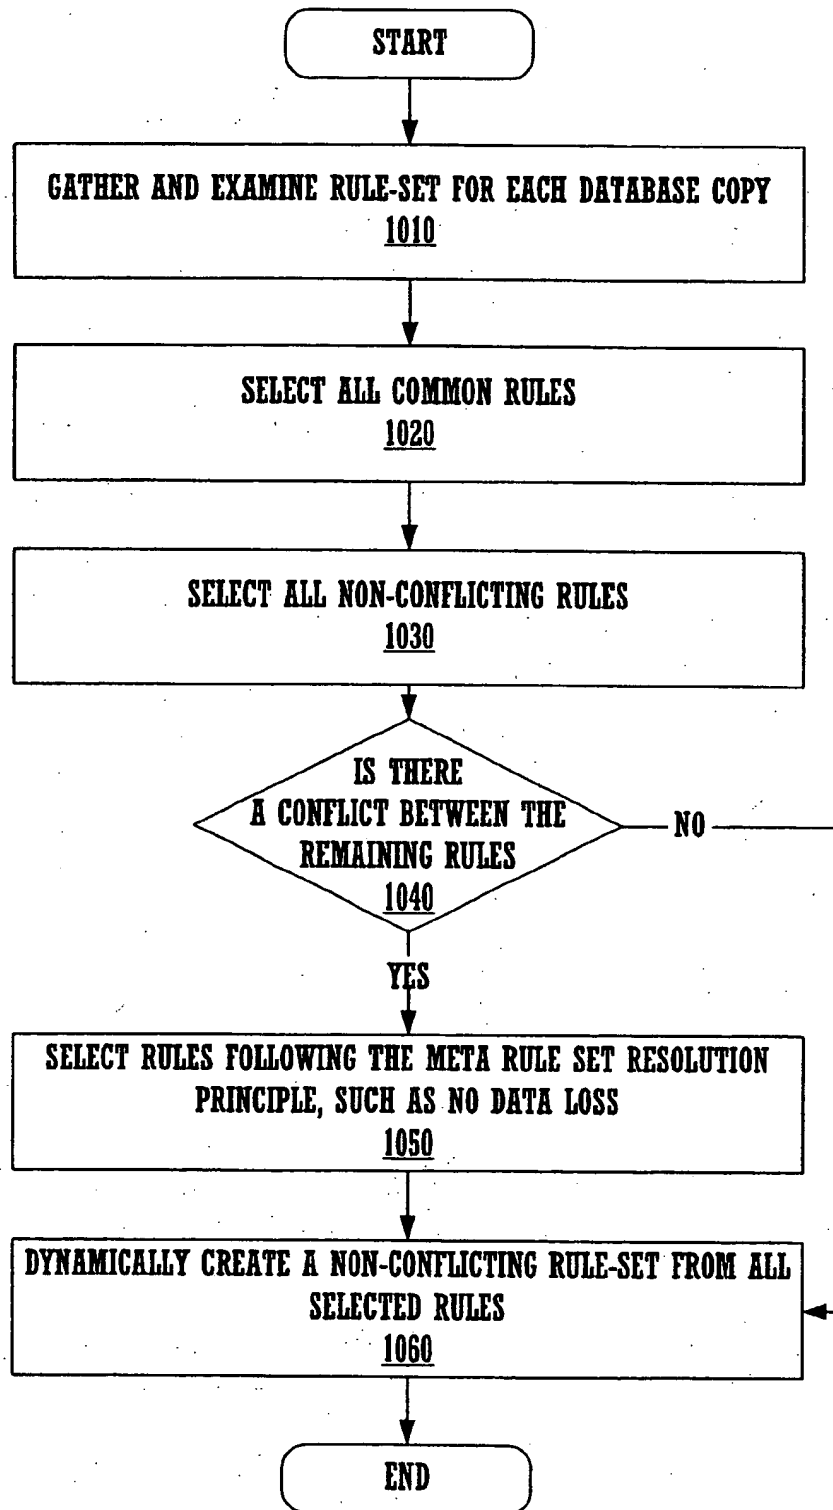 START
GATHER AND EXAMINE RULE-SET FOR EACH DATABASE COPY
1010
SELECT ALL COMMON RULES
1020
SELECT ALL NON-CONFLICTING RULES
1030
IS THERE
A CONFLICT BETWEEN THE
REMAINING RULES
1040
NO
YES
SELECT RULES FOLLOWING THE META RULE SET RESOLUTION
PRINCIPLE, SUCH AS NO DATA LOSS
1050
DYNAMICALLY CREATE A NON-CONFLICTING RULE-SET FROM ALL
SELECTED RULES
1060
END